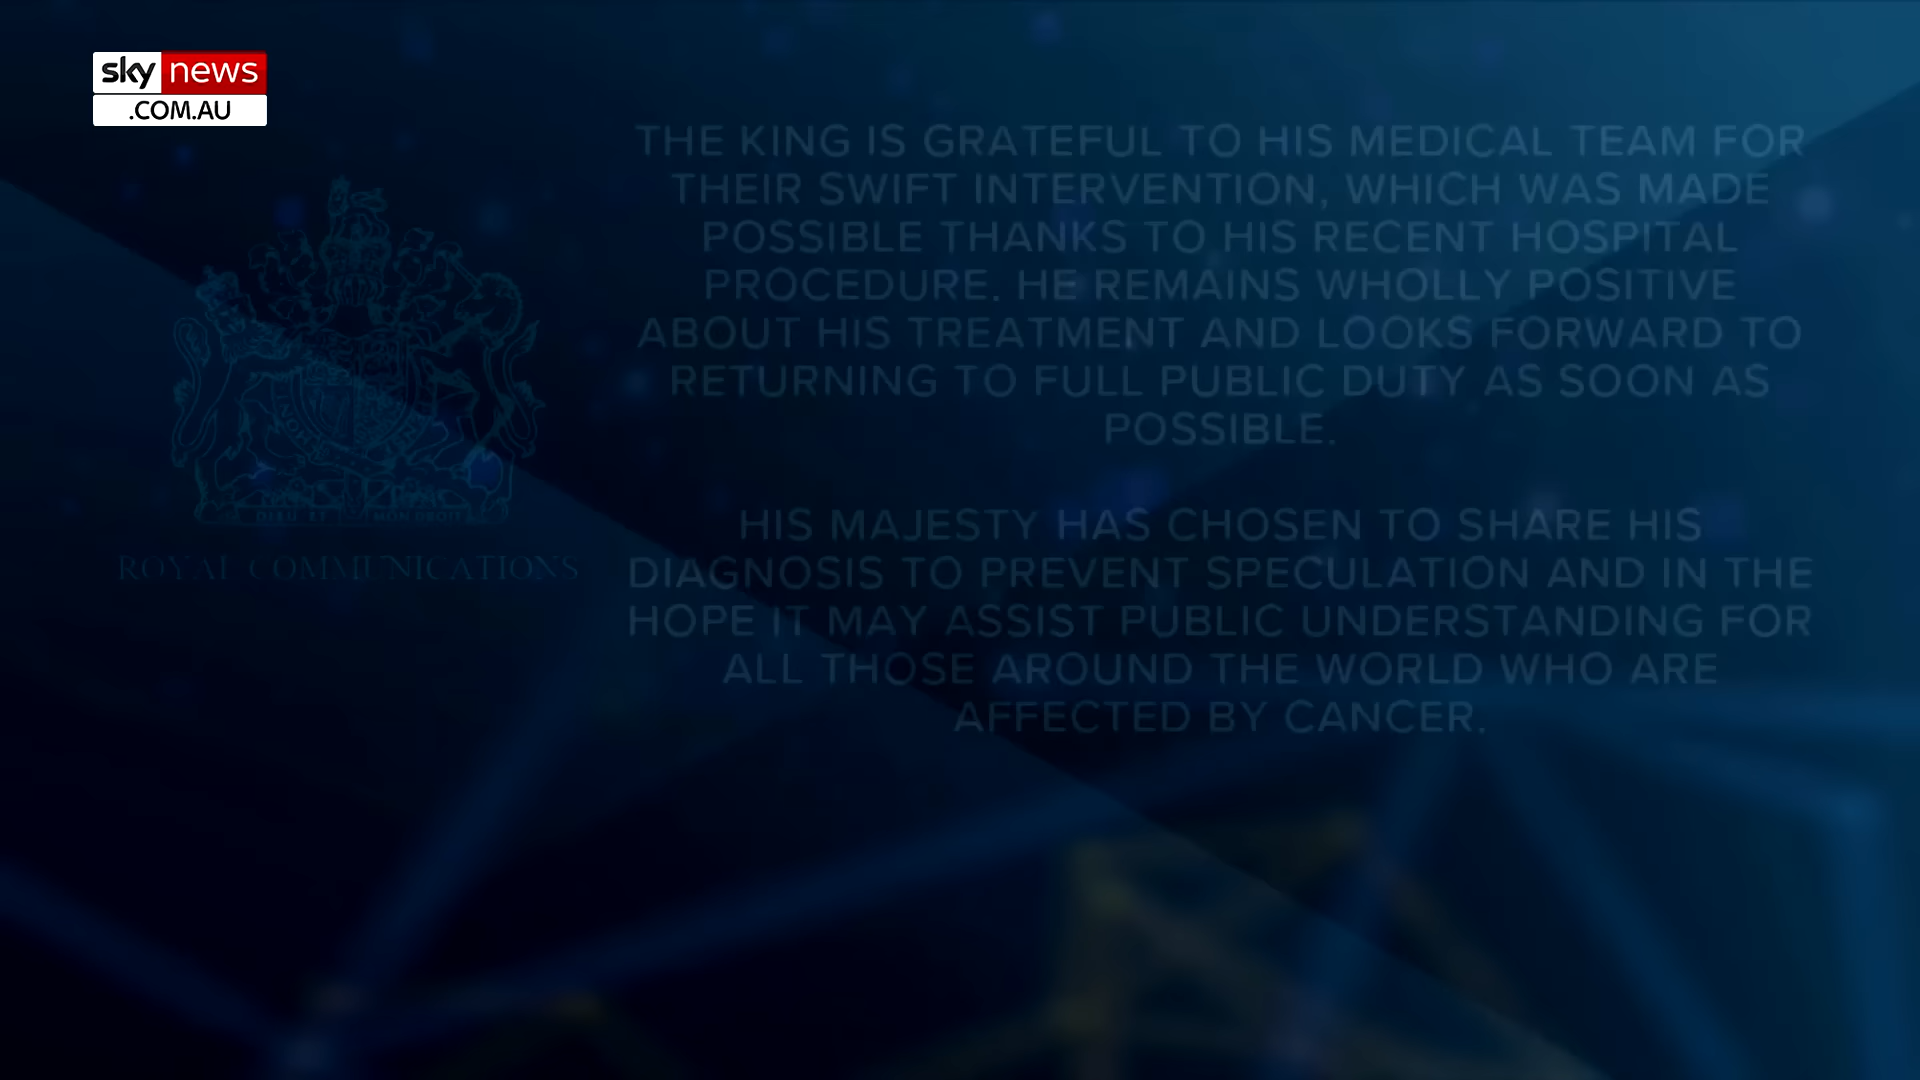 sky news
.COM.AU
THE KING IS GRATEFUL TO HIS MEDICAL TEAM FOR
THEIR SWIFT INTERVENTION, WHICH WAS MADE
POSSIBLE THANKS TO HIS RECENT HOSPITAL
PROCEDURE. HE REMAINS WHOLLY POSITIVE
ABOUT HIS TREATMENT AND LOOKS FORWARD TO
RETURNING TO FULL PUBLIC DUTY AS SOON AS
POSSIBLE.
HIS MAJESTY HAS CHOSEN TO SHARE HIS
DIAGNOSIS TO PREVENT SPECULATION AND IN THE
HOPE IT MAY ASSIST PUBLIC UNDERSTANDING FOR
ALL THOSE AROUND THE WORLD WHO ARE
AFFECTED BY CANCER.
DIEU ET MON DROIT
ROYAL COMMUNICATIONS